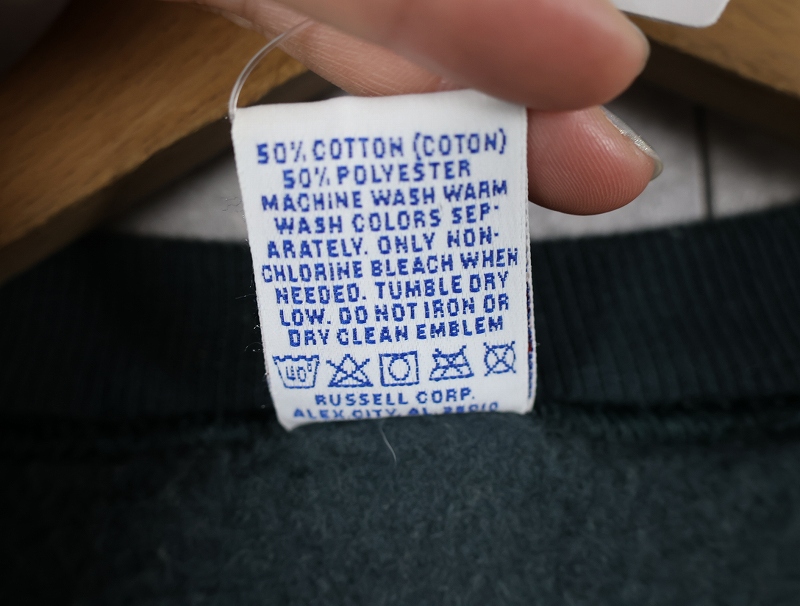 50% COTTON (COTON)
50% POLYESTER
MACHINE WASH WARM
WASH COLORS SEP-
ARATELY. ONLY NON-
CHLORINE BLEACH WHEN
NEEDED. TUMBLE DRY
LOW. DO NOT IRON OR
DRY CLEAN EMBLEM
40°
RUSSELL CORP.
ALEX CITY, AL